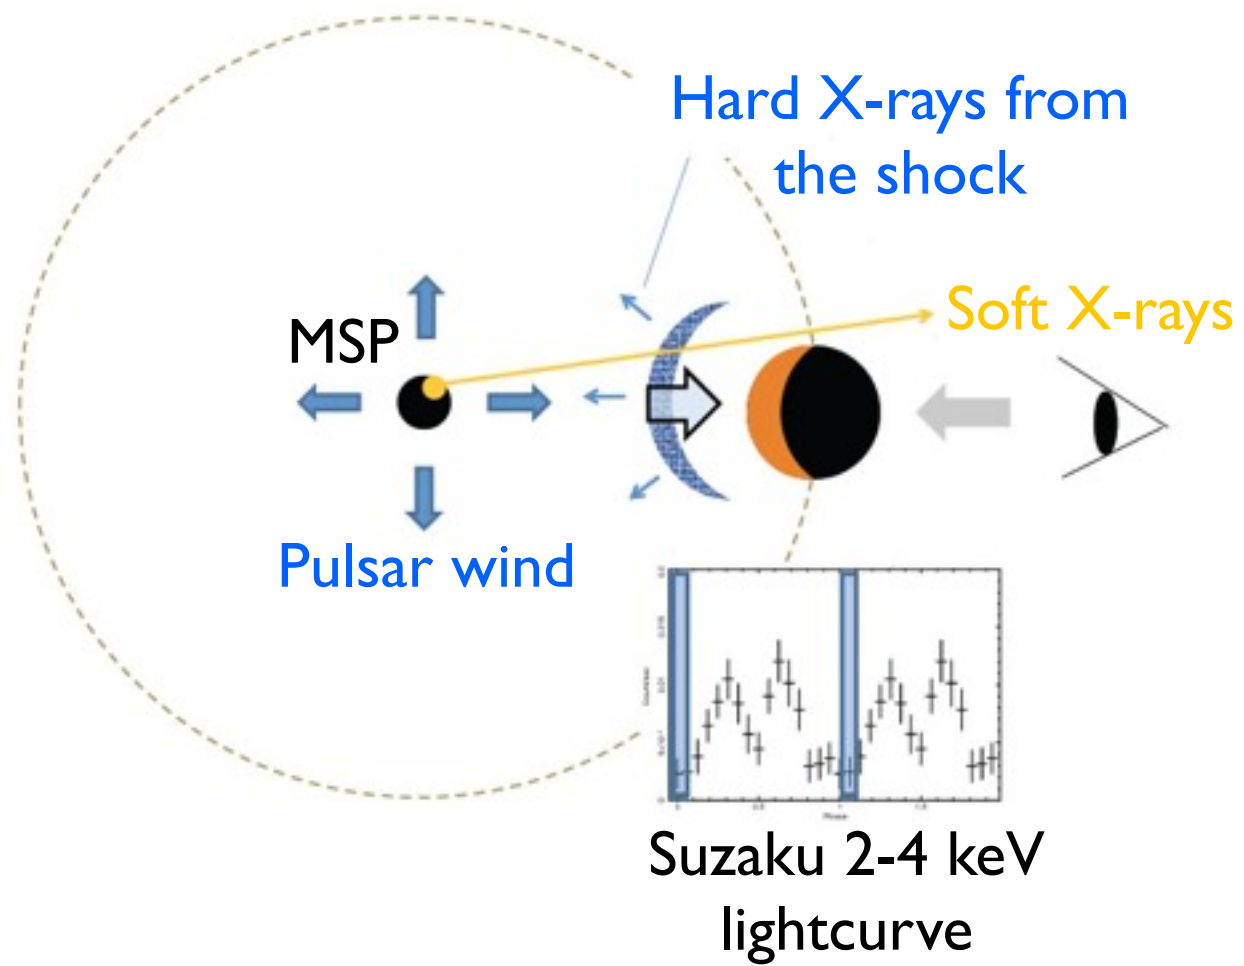 Hard X-rays from
the shock
Soft X-rays
MSP
Pulsar wind
Suzaku 2-4 keV
lightcurve